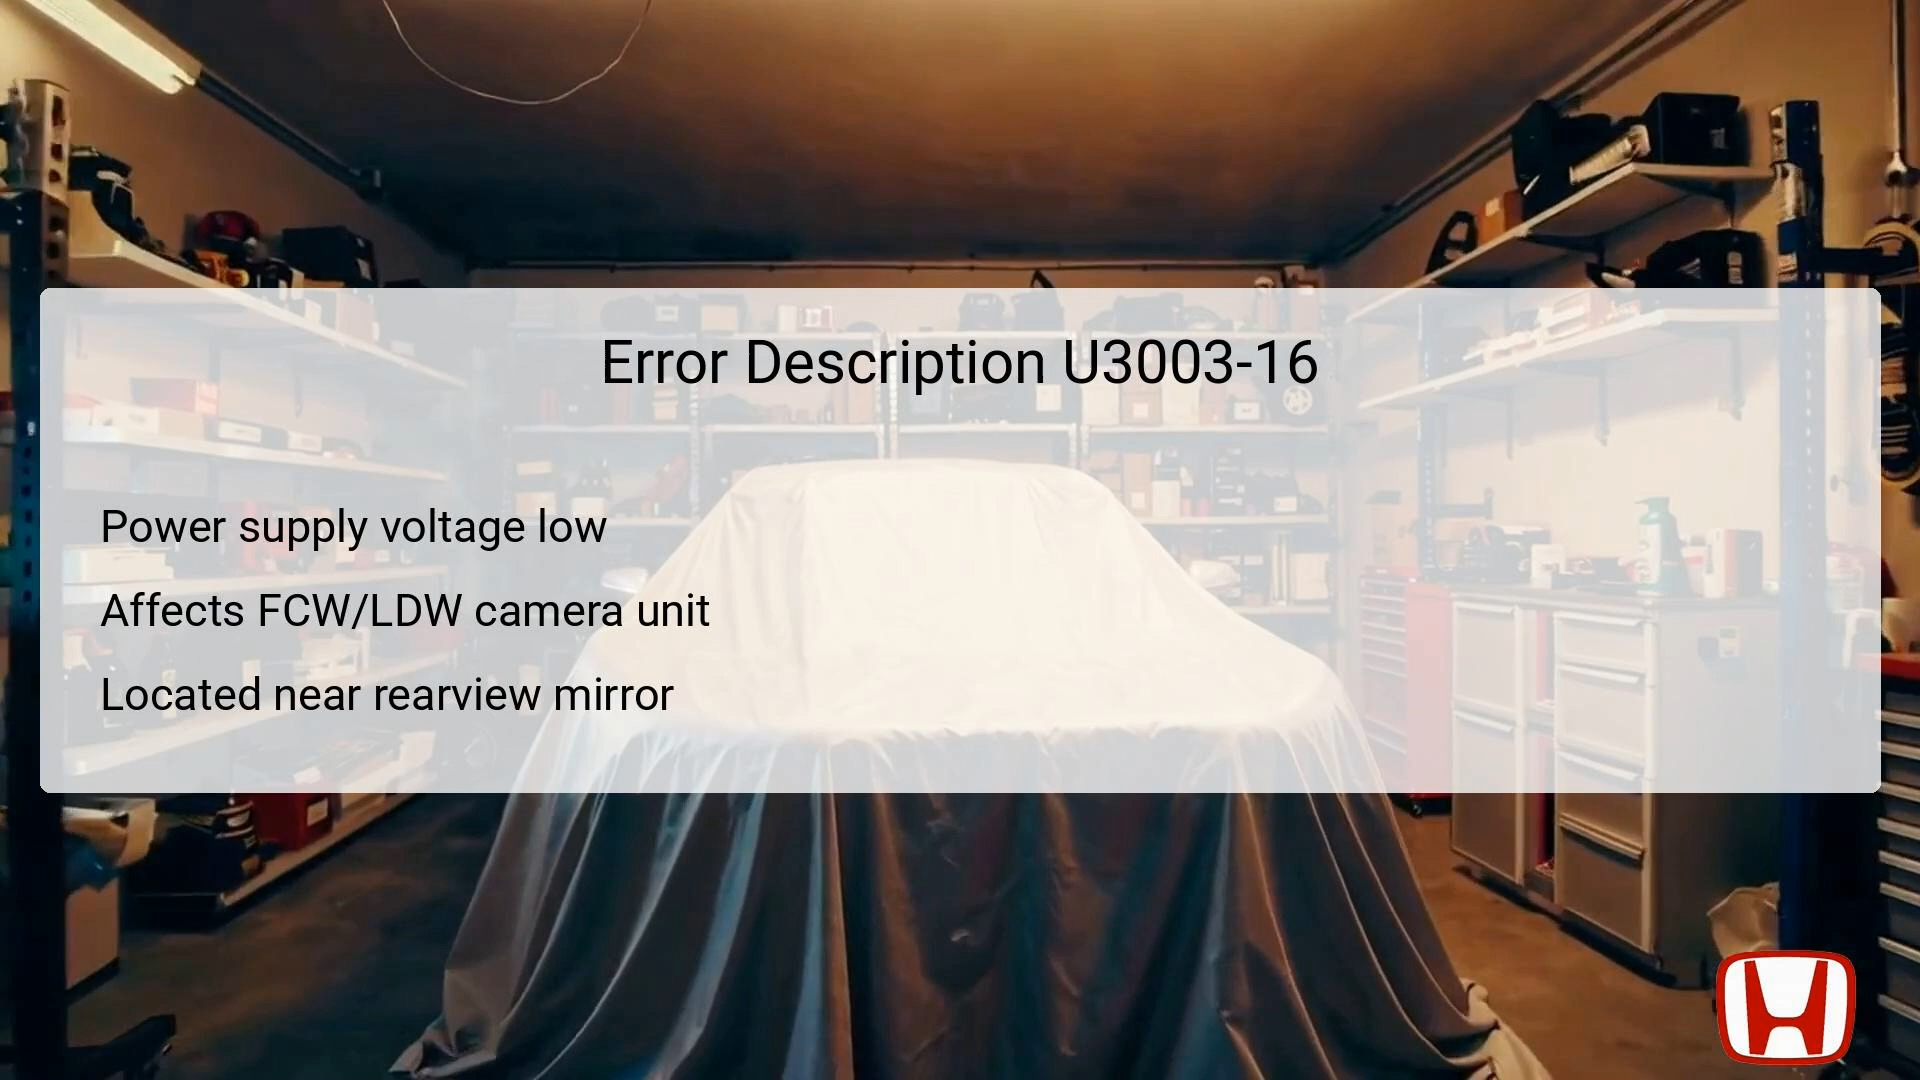 Error Description U3003-16
Power supply voltage low
Affects FCW/LDW camera unit
Located near rearview mirror